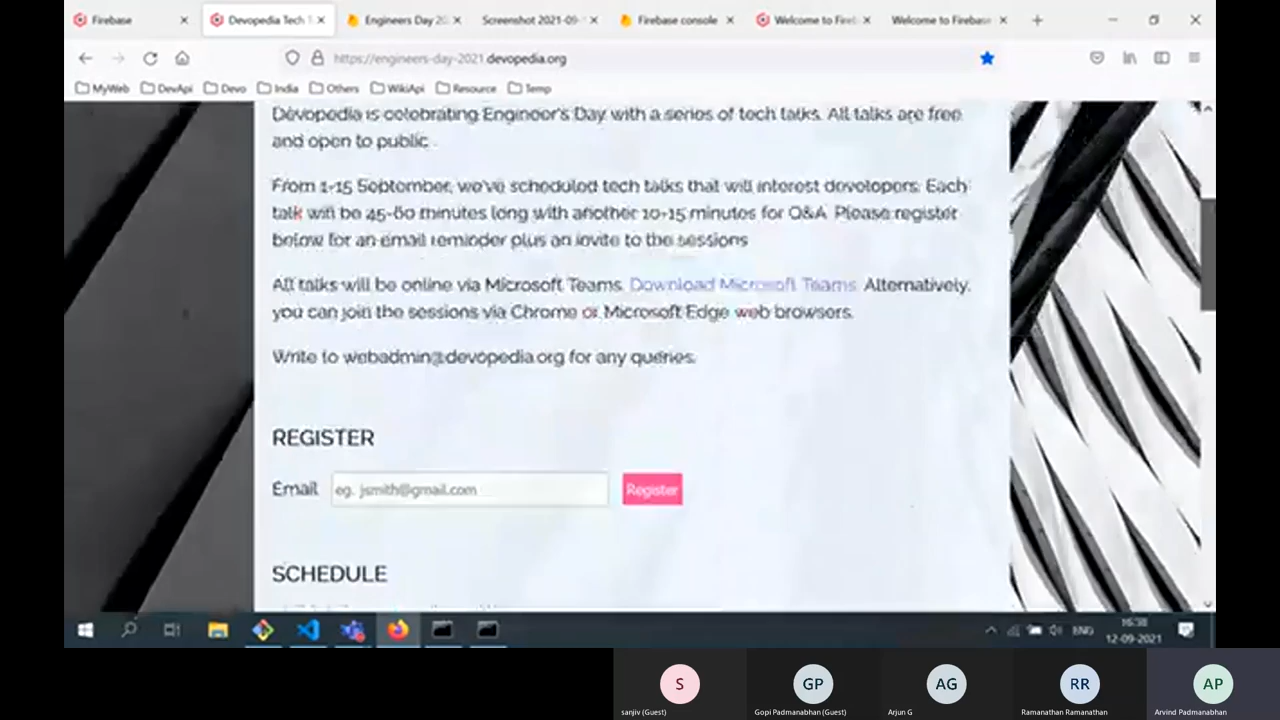 Firebase
Devopedia Tech T
Engineers Day 20
Screenshot 2021-09-
Firebase console
Welcome to Fireb
Welcome to Firebase
https://engineers-day-2021.devopedia.org
MyWeb
DevApi
Devo
India
Others
WikiApi
Resource
Temp
Devopedia is celebrating Engineer's Day with a series of tech talks. All talks are free
and open to public.
From 1-15 September, we've scheduled tech talks that will interest developers. Each
talk will be 45-60 minutes long with another 10-15 minutes for Q&A. Please register
below for an email reminder plus an invite to the sessions
All talks will be online via Microsoft Teams. Download Microsoft Teams. Alternatively,
you can join the sessions via Chrome or Microsoft Edge web browsers.
Write to webadmin@devopedia.org for any queries.
REGISTER
Email eg. jsmith@gmail.com Register
SCHEDULE
ENG
16:38
12-09-2021
S
GP
AG
RR
AP
sanjiv (Guest)
Gopi Padmanabhan (Guest)
Arjun G
Ramanathan Ramanathan
Arvind Padmanabhan